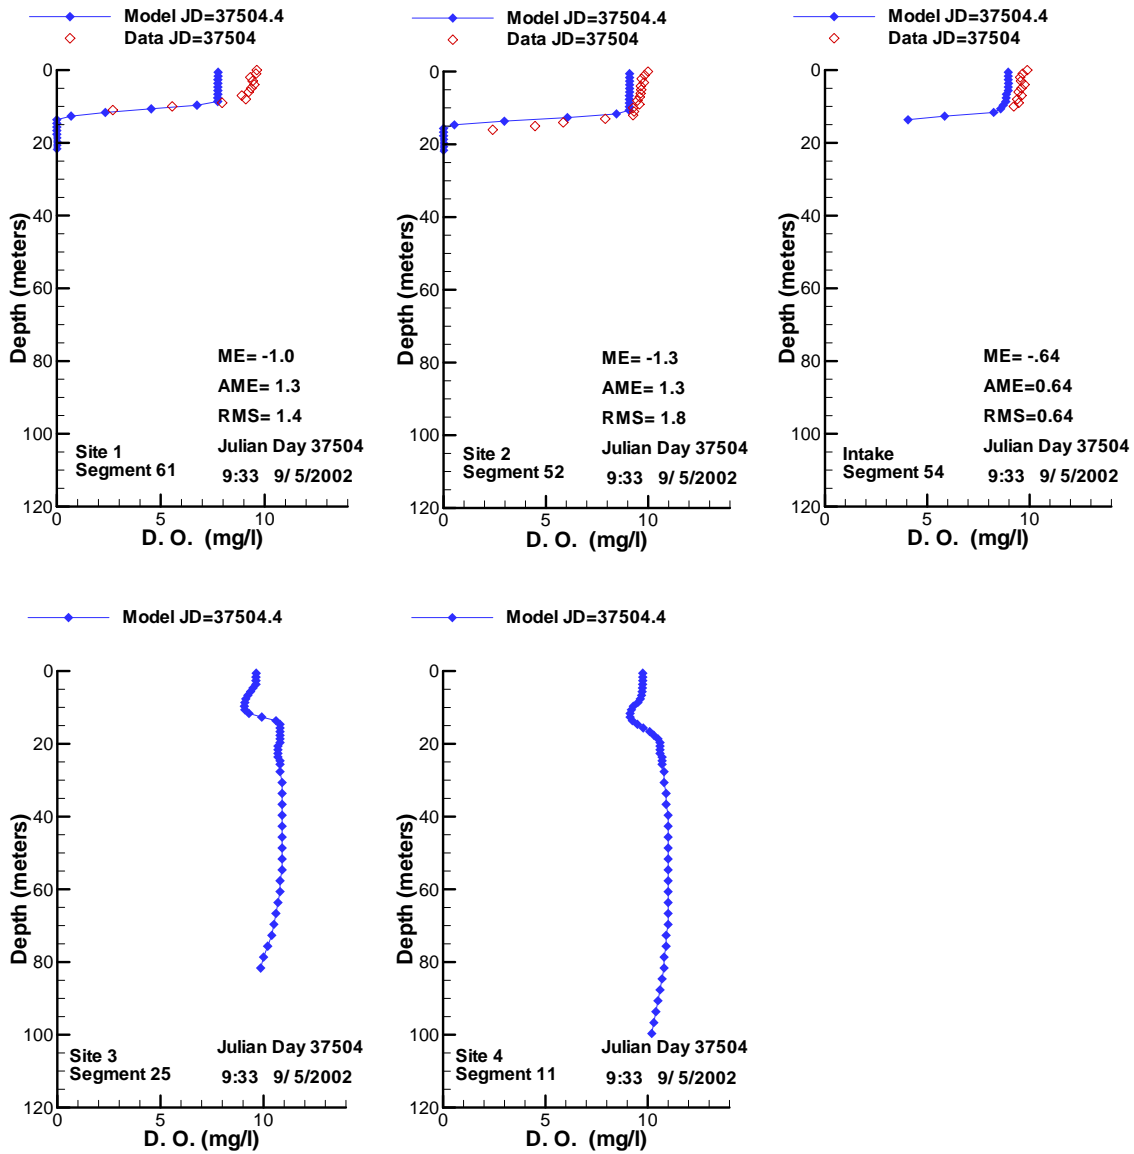 Model JD=37504.4
Data JD=37504
0
20
40
60
80
100
120
0
5
10
Depth (meters)
D. O. (mg/l)
ME= -1.0
AME= 1.3
RMS= 1.4
Julian Day 37504
9:33 9/ 5/2002
Site 1
Segment 61
Model JD=37504.4
Data JD=37504
0
20
40
60
80
100
120
0
5
10
Depth (meters)
D. O. (mg/l)
ME= -1.3
AME= 1.3
RMS= 1.8
Julian Day 37504
9:33 9/ 5/2002
Site 2
Segment 52
Model JD=37504.4
Data JD=37504
0
20
40
60
80
100
120
0
5
10
Depth (meters)
D. O. (mg/l)
ME= -.64
AME=0.64
RMS=0.64
Julian Day 37504
9:33 9/ 5/2002
Intake
Segment 54
Model JD=37504.4
0
20
40
60
80
100
120
0
5
10
Depth (meters)
D. O. (mg/l)
Julian Day 37504
9:33 9/ 5/2002
Site 3
Segment 25
Model JD=37504.4
0
20
40
60
80
100
120
0
5
10
Depth (meters)
D. O. (mg/l)
Julian Day 37504
9:33 9/ 5/2002
Site 4
Segment 11